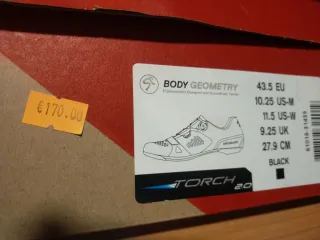 €170.00
BODY GEOMETRY
43.5 EU
10.25 US-M
11.5 US-W
9.25 UK
27.9 CM
BLACK
TORCH 2.0